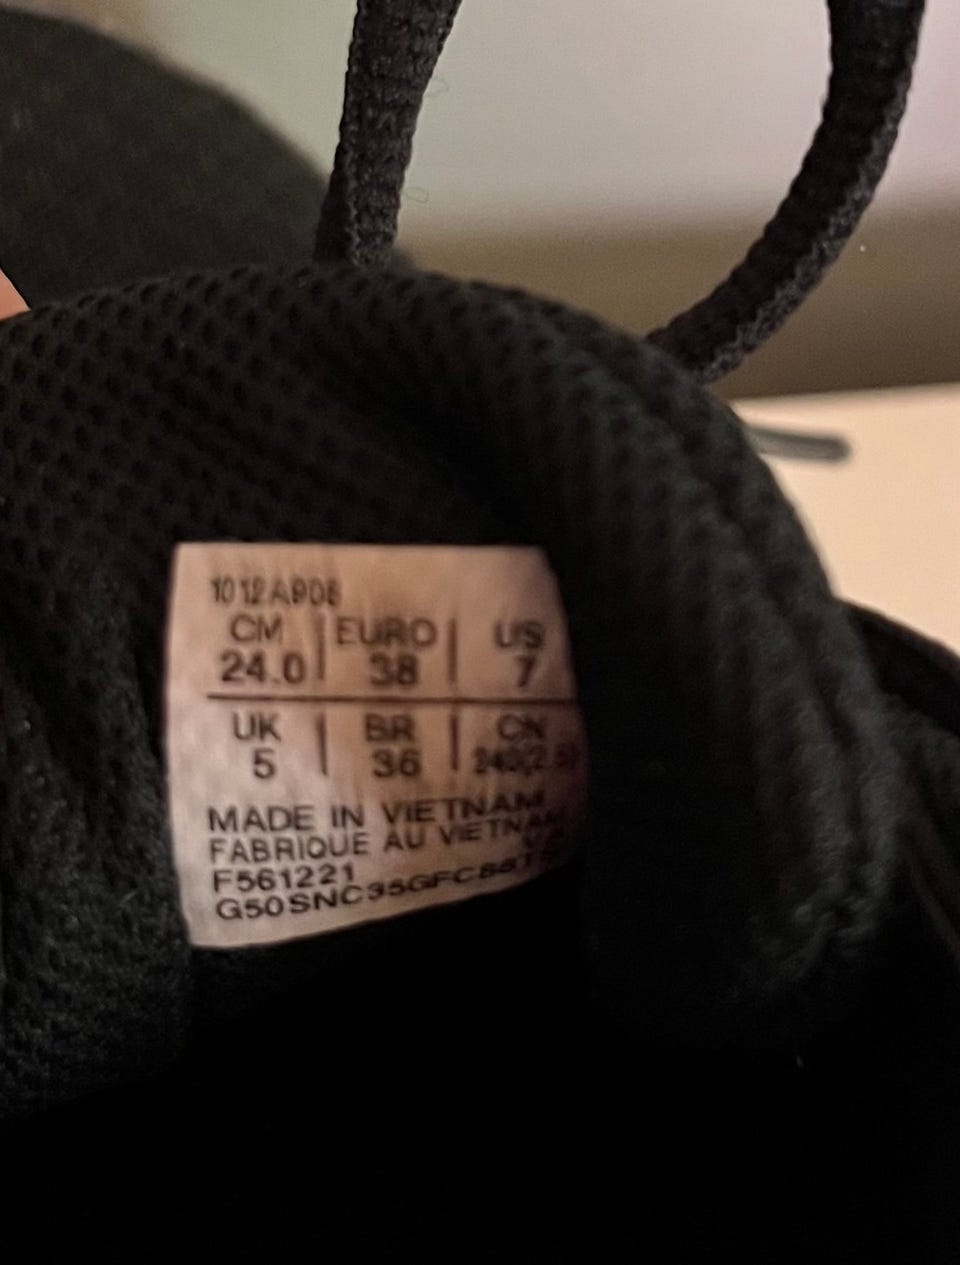 1012A908
CM | EURO | US
24.0 | 38 | 7
UK | BR | CN
5 | 36 |
MADE IN VIETNAM
FABRIQUE AU VIETNAM
F561221